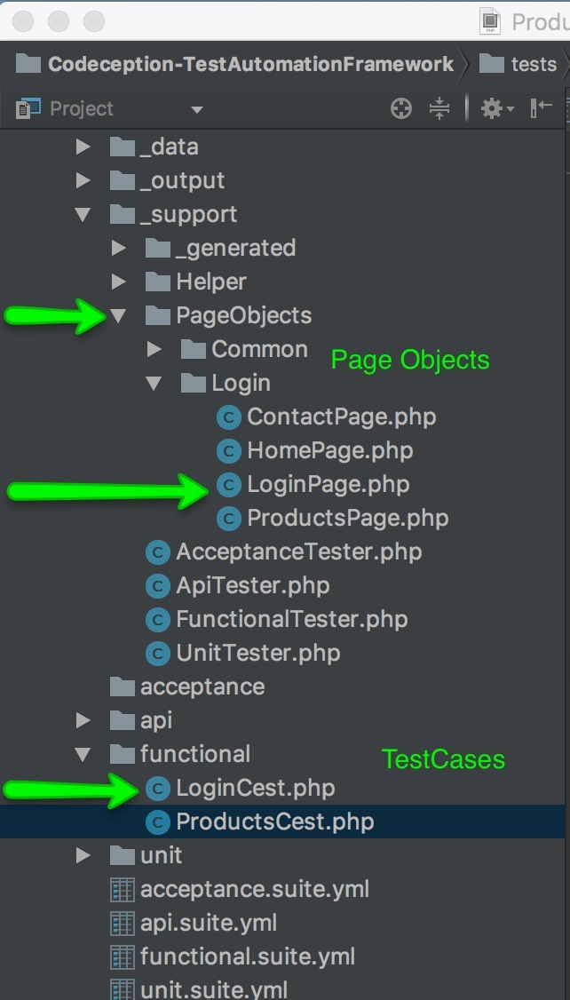 Produ
Codeception-TestAutomationFramework
tests
Project
_data
_output
_support
_generated
Helper
PageObjects
Common
Page Objects
Login
ContactPage.php
HomePage.php
LoginPage.php
ProductsPage.php
AcceptanceTester.php
ApiTester.php
FunctionalTester.php
UnitTester.php
acceptance
api
functional
TestCases
LoginCest.php
ProductsCest.php
unit
acceptance.suite.yml
api.suite.yml
functional.suite.yml
unit.suite.yml